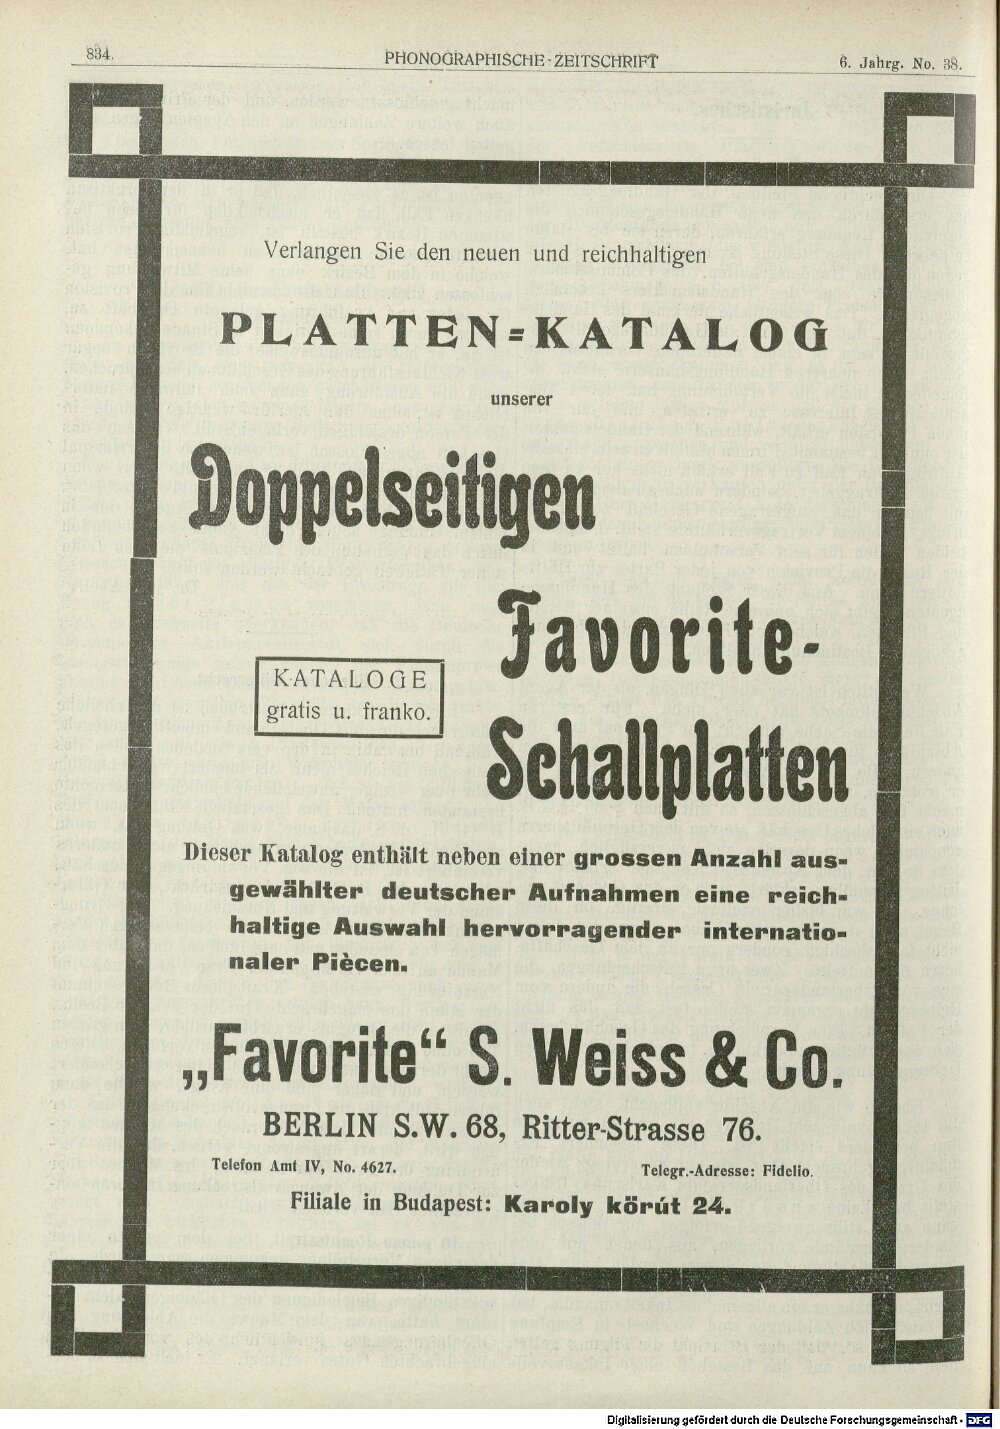 834.
PHONOGRAPHISCHE-ZEITSCHRIFT
6. Jahrg. No. 38.
Verlangen Sie den neuen und reichhaltigen
PLATTEN=KATALOG
unserer
Doppelseitigen
Favorite-
KATALOGE
gratis u. franko.
Schallplatten
Dieser Katalog enthält neben einer grossen Anzahl aus-
gewählter deutscher Aufnahmen eine reich-
haltige Auswahl hervorragender internatio-
naler Piècen.
„Favorite“ S. Weiss & Co.
BERLIN S.W. 68, Ritter-Strasse 76.
Telefon Amt IV, No. 4627.
Telegr.-Adresse: Fidelio.
Filiale in Budapest: Karoly körút 24.
Digitalisierung gefördert durch die Deutsche Forschungsgemeinschaft - DFG